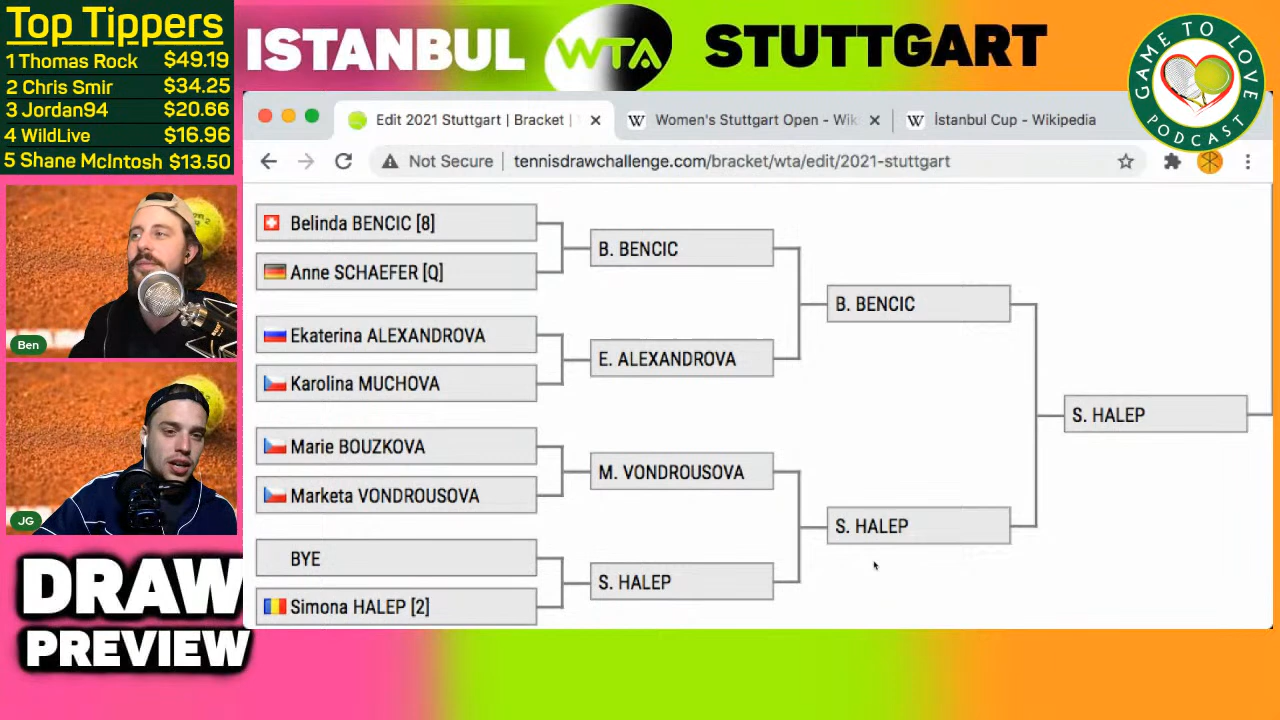 Top Tippers
1 Thomas Rock $49.19
2 Chris Smir $34.25
3 Jordan94 $20.66
4 WildLive $16.96
5 Shane McIntosh $13.50
ISTANBUL WTA STUTTGART
GAME TO LOVE PODCAST
Edit 2021 Stuttgart | Bracket |
Women's Stuttgart Open - Wik
İstanbul Cup - Wikipedia
Not Secure | tennisdrawchallenge.com/bracket/wta/edit/2021-stuttgart
Belinda BENCIC [8]
Anne SCHAEFER [Q]
Ekaterina ALEXANDROVA
Karolina MUCHOVA
Marie BOUZKOVA
Marketa VONDROUSOVA
BYE
Simona HALEP [2]
B. BENCIC
E. ALEXANDROVA
M. VONDROUSOVA
S. HALEP
B. BENCIC
S. HALEP
S. HALEP
Ben
JG
DRAW
PREVIEW